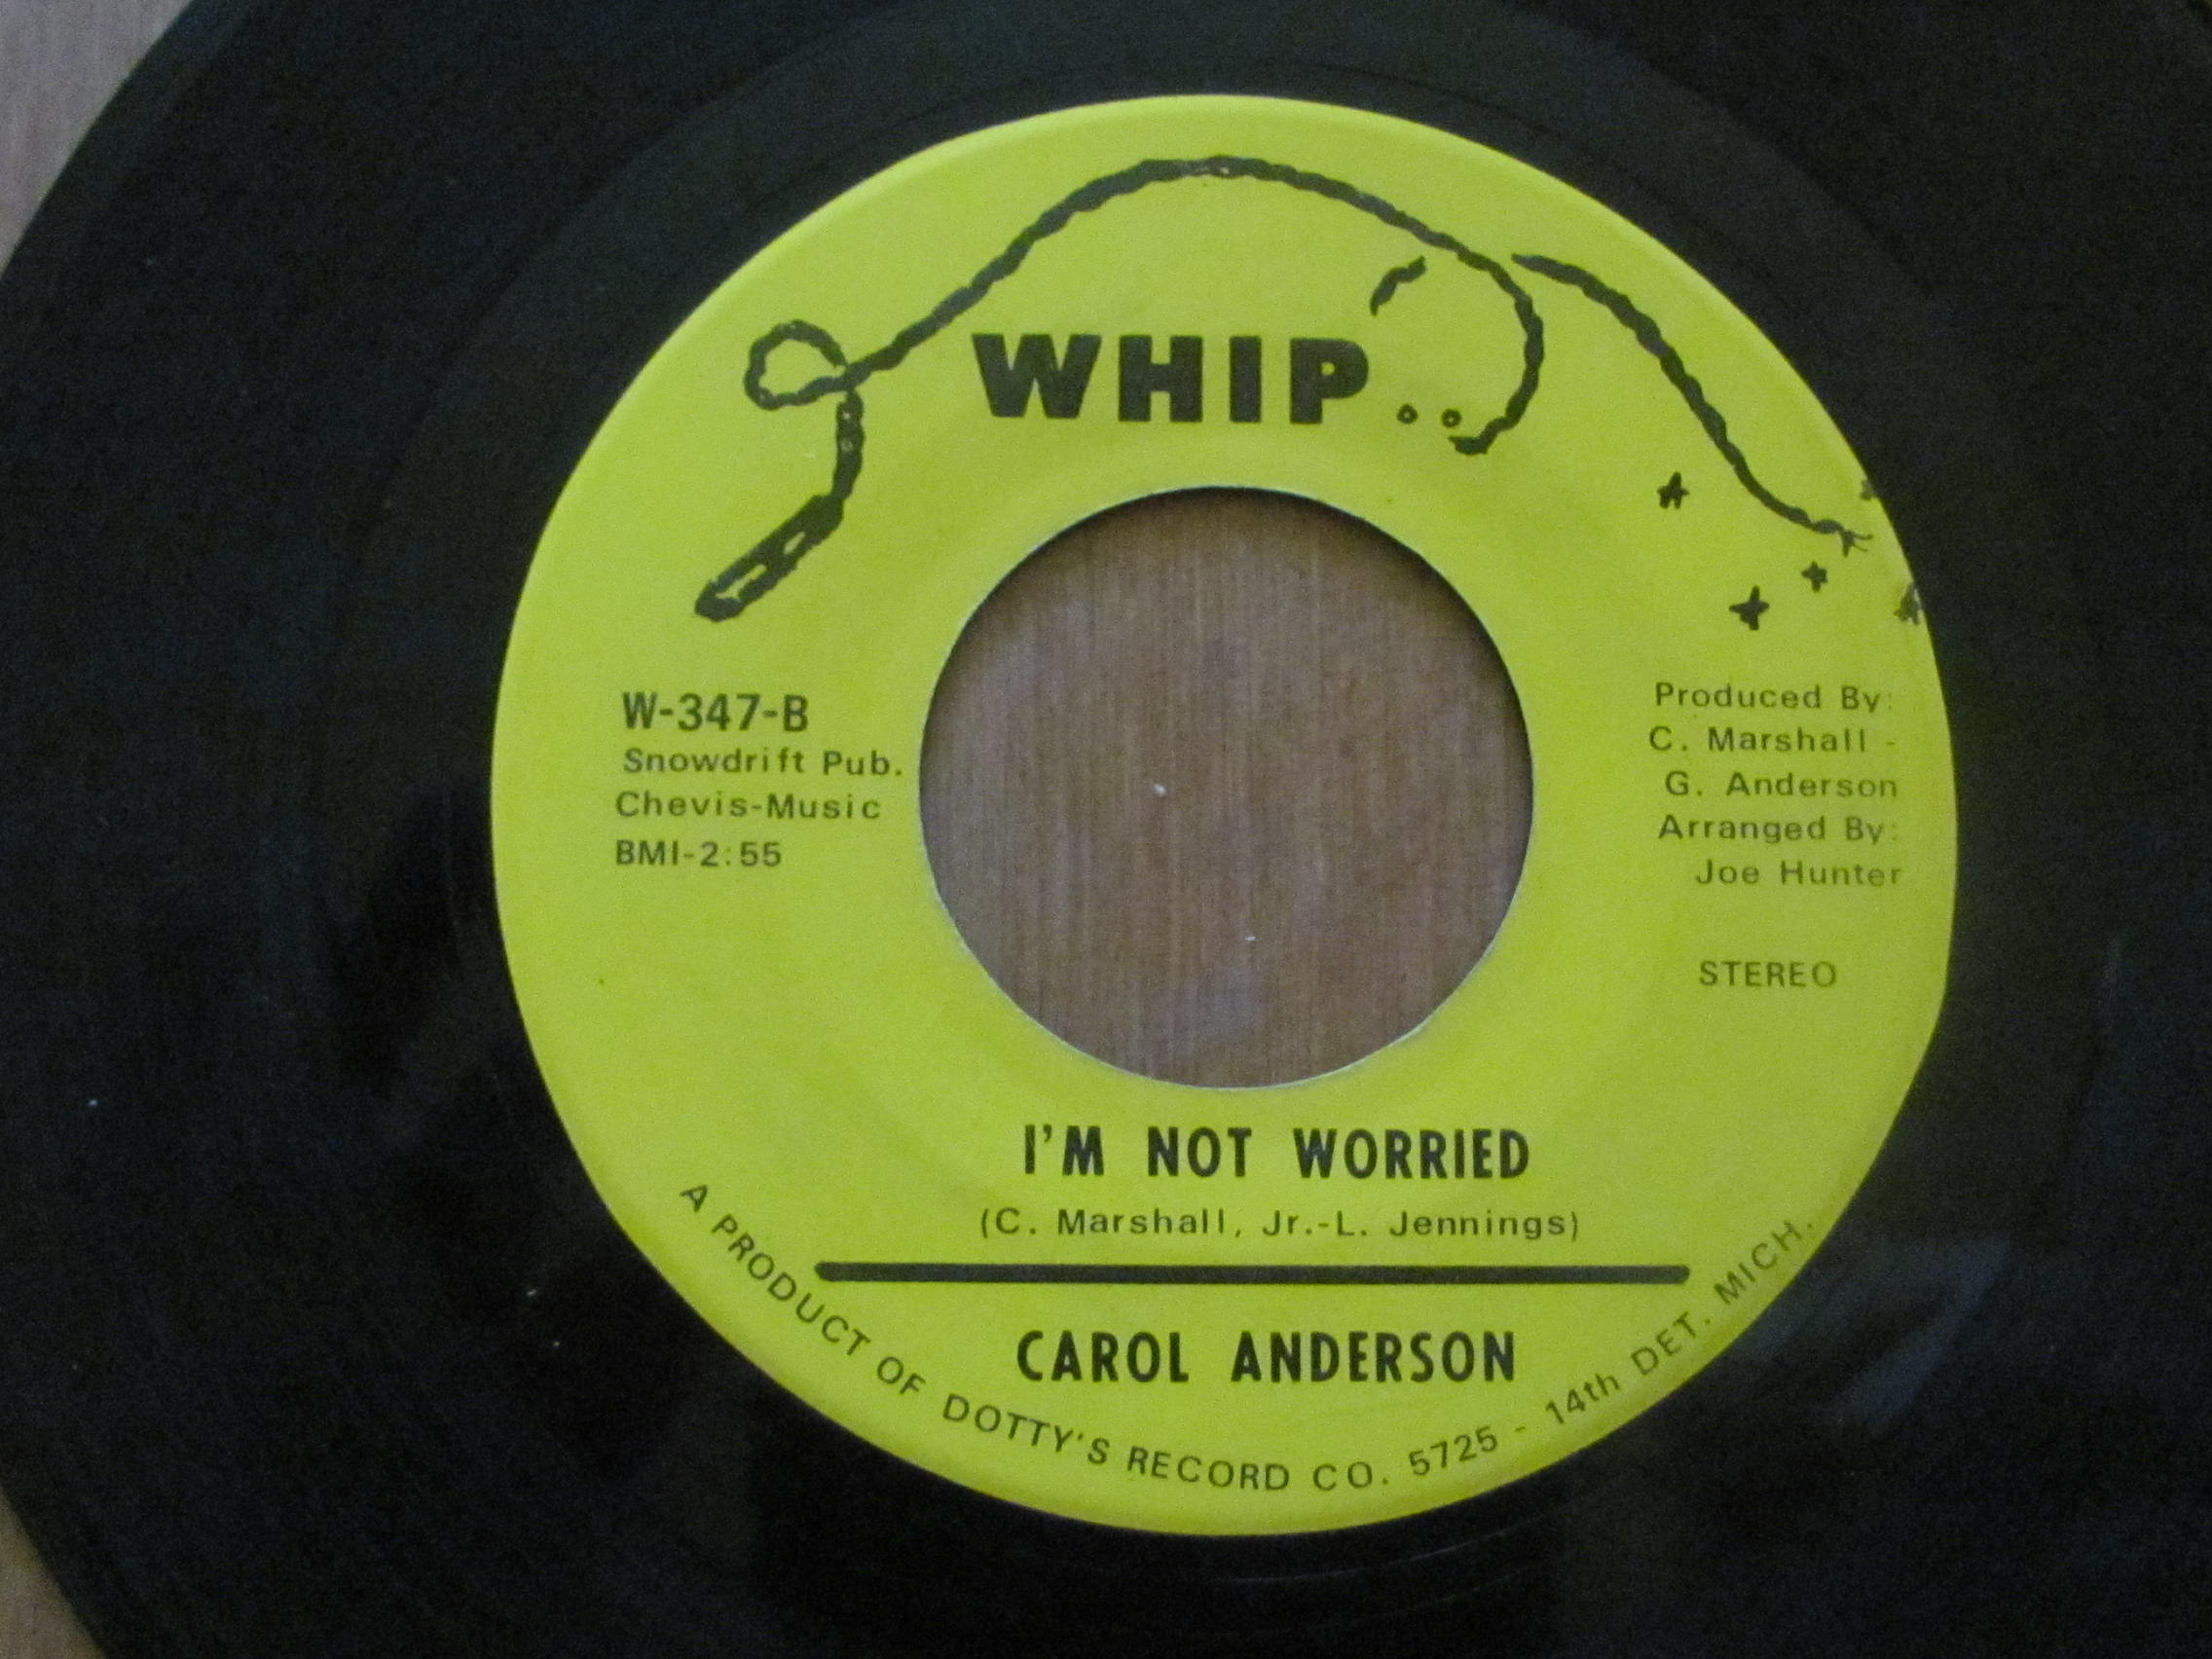 WHIP..
W-347-B
Snowdrift Pub.
Chevis-Music
BMI-2:55
Produced By:
C. Marshall -
G. Anderson
Arranged By:
Joe Hunter
STEREO
I'M NOT WORRIED
(C. Marshall, Jr.-L. Jennings)
CAROL ANDERSON
A PRODUCT OF DOTTY'S RECORD CO. 5725 - 14th DET. MICH.